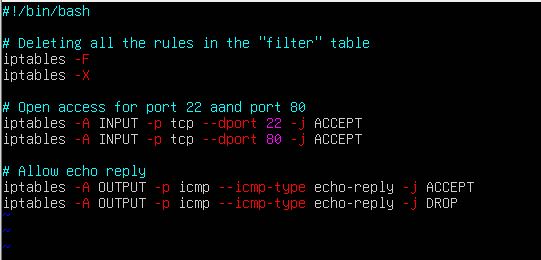 #!/bin/bash
# Deleting all the rules in the "filter" table
iptables -F
iptables -X
# Open access for port 22 aand port 80
iptables -A INPUT -p tcp --dport 22 -j ACCEPT
iptables -A INPUT -p tcp --dport 80 -j ACCEPT
# Allow echo reply
iptables -A OUTPUT -p icmp --icmp-type echo-reply -j ACCEPT
iptables -A OUTPUT -p icmp --icmp-type echo-reply -j DROP
~
~
~